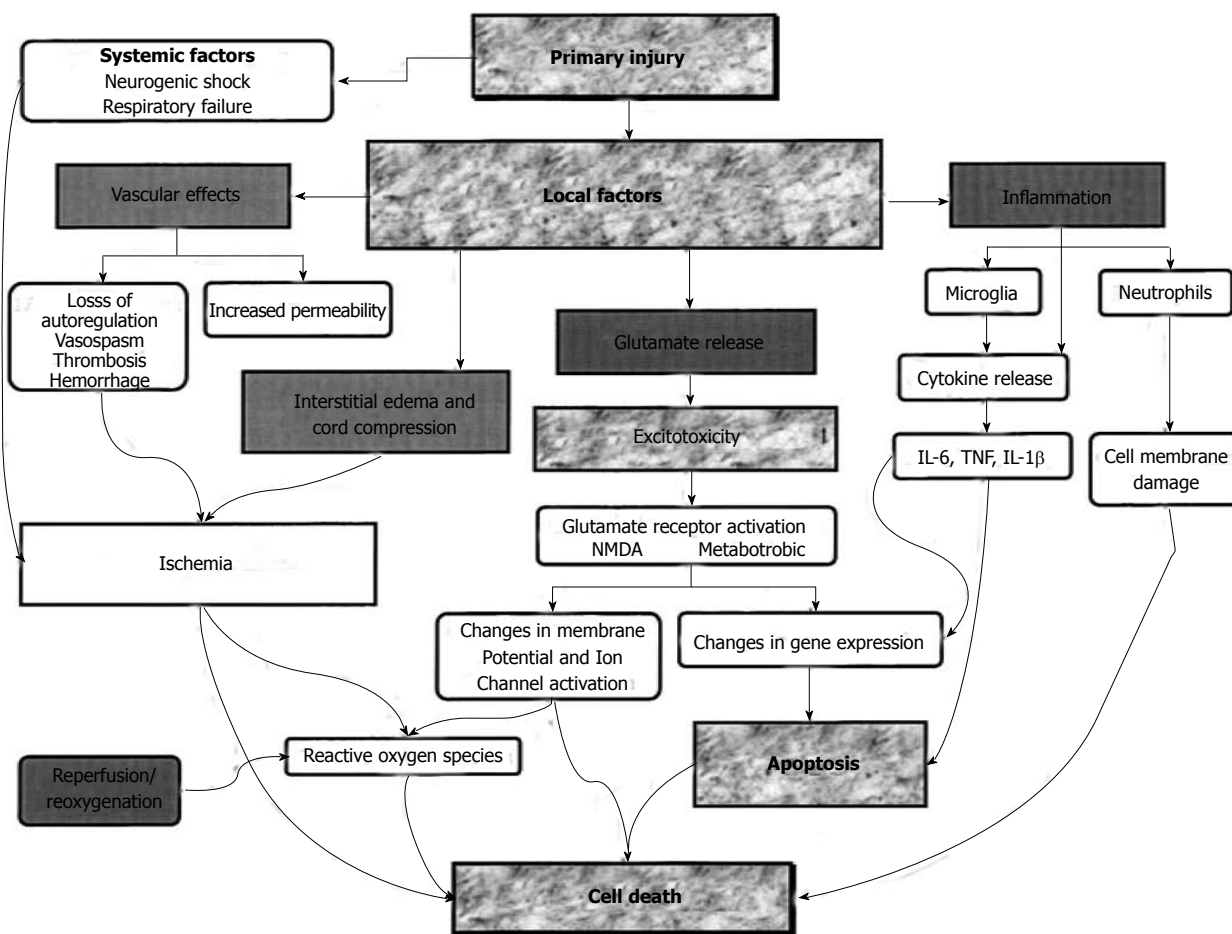 Systemic factors
Neurogenic shock
Respiratory failure
Primary injury
Local factors
Vascular effects
Inflammation
Losss of
autoregulation
Vasospasm
Thrombosis
Hemorrhage
Increased permeability
Microglia
Neutrophils
Glutamate release
Cytokine release
Interstitial edema and
cord compression
Excitotoxicity
IL-6, TNF, IL-1β
Cell membrane
damage
Glutamate receptor activation
NMDA Metabotrobic
Ischemia
Changes in membrane
Potential and Ion
Channel activation
Changes in gene expression
Reactive oxygen species
Apoptosis
Reperfusion/
reoxygenation
Cell death